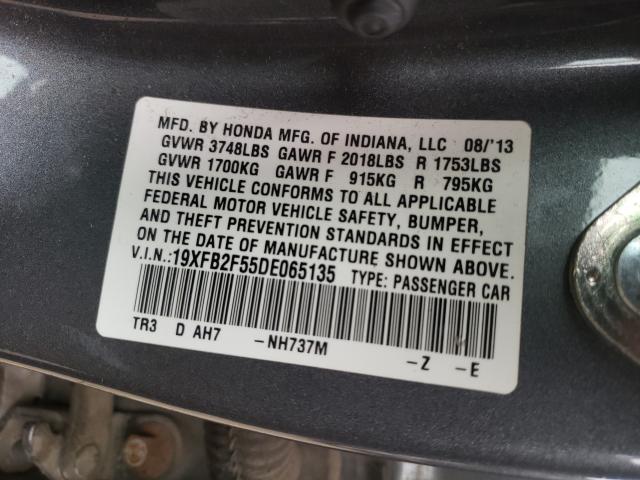 MFD. BY HONDA MFG. OF INDIANA, LLC 08/'13
GVWR 3748LBS GAWR F 2018LBS R 1753LBS
GVWR 1700KG GAWR F 915KG R 795KG
THIS VEHICLE CONFORMS TO ALL APPLICABLE
FEDERAL MOTOR VEHICLE SAFETY, BUMPER,
AND THEFT PREVENTION STANDARDS IN EFFECT
ON THE DATE OF MANUFACTURE SHOWN ABOVE.
V.I.N.:19XFB2F55DE065135 TYPE: PASSENGER CAR
TR3 D AH7 -NH737M -Z -E